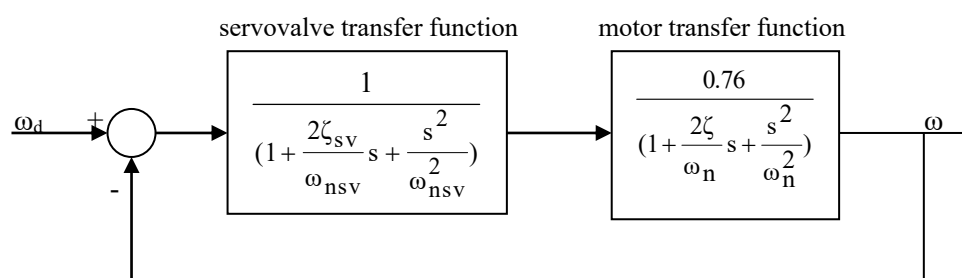 servovalve transfer function
motor transfer function
1
(1 + 2ζ_sv/ω_nsv s + s²/ω²_nsv)
0.76
(1 + 2ζ/ω_n s + s²/ω_n²)
ω_d
+
-
ω